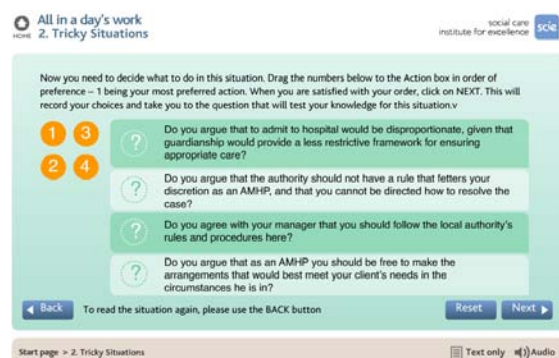 All in a day's work
HOME 2. Tricky Situations
social care
institute for excellence
scie
Now you need to decide what to do in this situation. Drag the numbers below to the Action box in order of
preference – 1 being your most preferred action. When you are satisfied with your order, click on NEXT. This will
record your choices and take you to the question that will test your knowledge for this situation.v
1 3
2 4
? Do you argue that to admit to hospital would be disproportionate, given that
guardianship would provide a less restrictive framework for ensuring
appropriate care?
? Do you argue that the authority should not have a rule that fetters your
discretion as an AMHP, and that you cannot be directed how to resolve the
case?
? Do you agree with your manager that you should follow the local authority's
rules and procedures here?
? Do you argue that as an AMHP you should be free to make the
arrangements that would best meet your client's needs in the
circumstances he is in?
Back To read the situation again, please use the BACK button Reset Next
Start page > 2. Tricky Situations Text only Audio